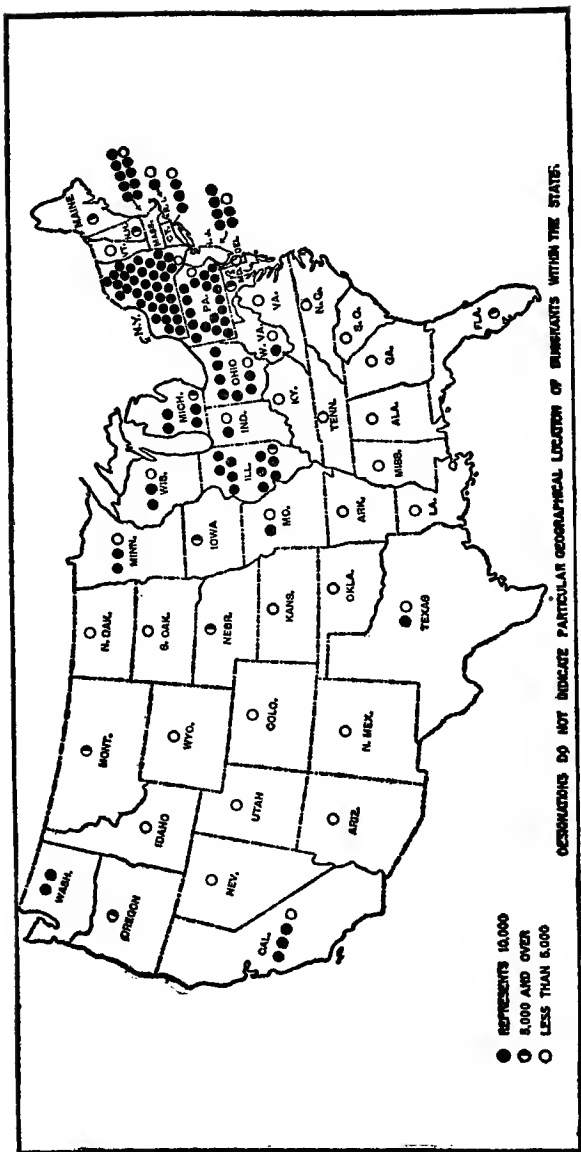 MAINE
VT.
N.H.
MASS.
N.Y.
PA.
N.J.
DEL.
MICH.
OHIO
W. VA.
VA.
N.C.
S.C.
GA.
FLA.
IND.
KY.
TENN.
ALA.
MISS.
WIS.
ILL.
MINN.
IOWA
MO.
ARK.
LA.
N. DAK.
S. DAK.
NEBR.
KANS.
OKLA.
TEXAS
MONT.
WYO.
COLO.
N. MEX.
IDAHO
UTAH
ARIZ.
WASH.
OREGON
NEV.
CAL.
● REPRESENTS 10,000
◑ 5,000 AND OVER
○ LESS THAN 5,000
DESIGNATIONS DO NOT INDICATE PARTICULAR GEOGRAPHICAL LOCATION OF IMMIGRANTS WITHIN THE STATE.